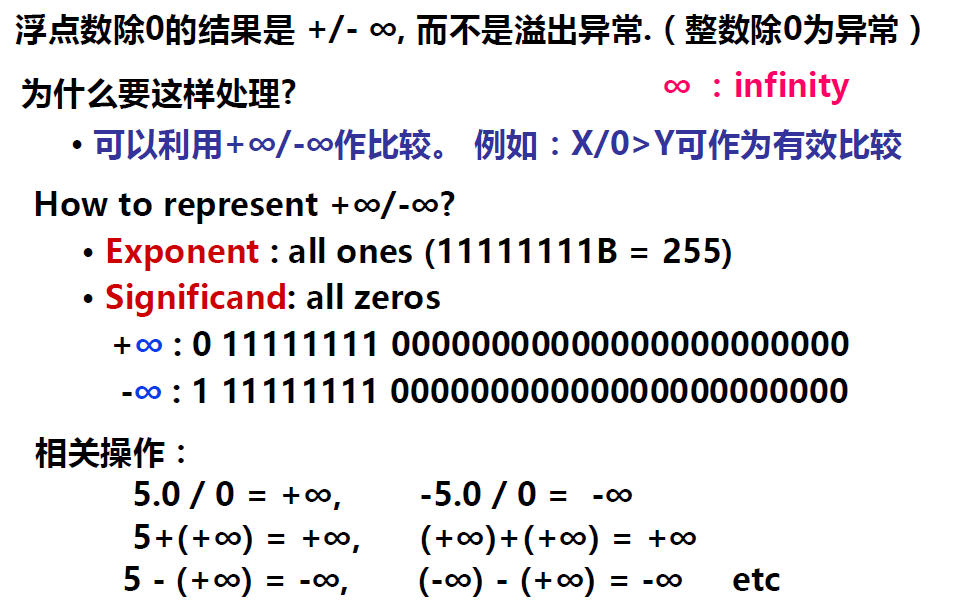 浮点数除0的结果是 +/- ∞, 而不是溢出异常.（整数除0为异常）
为什么要这样处理?
∞ ：infinity
• 可以利用+∞/-∞作比较。 例如：X/0>Y可作为有效比较
How to represent +∞/-∞?
• Exponent : all ones (11111111B = 255)
• Significand: all zeros
+∞ : 0 11111111 00000000000000000000000
-∞ : 1 11111111 00000000000000000000000
相关操作：
5.0 / 0 = +∞, -5.0 / 0 = -∞
5+(+∞) = +∞, (+∞)+(+∞) = +∞
5 - (+∞) = -∞, (-∞) - (+∞) = -∞ etc